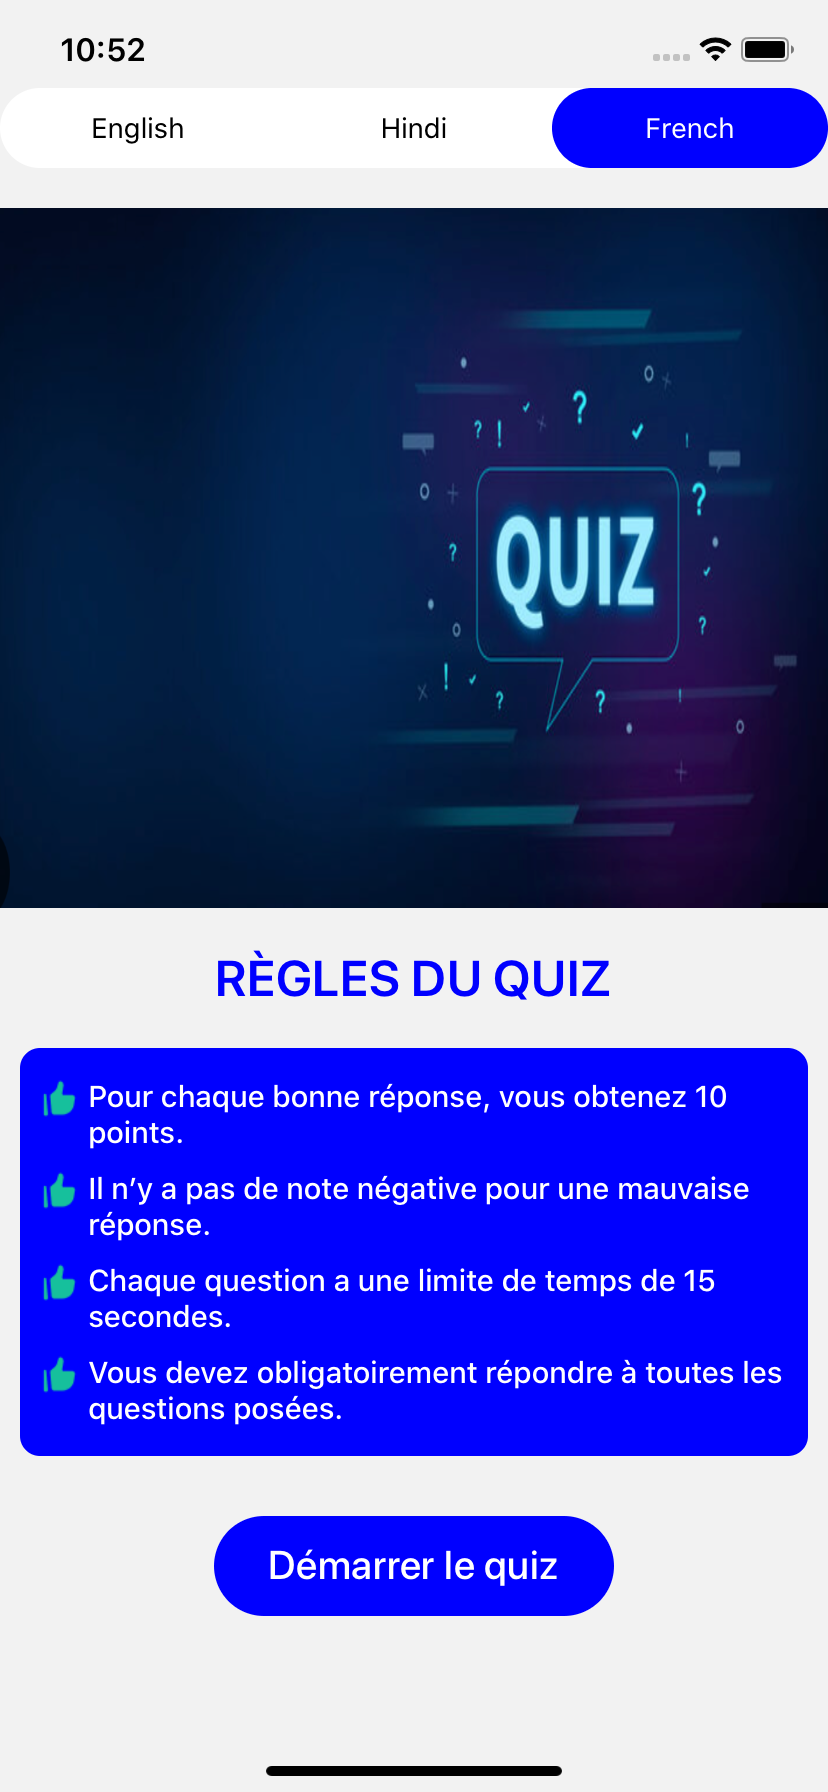 10:52
English
Hindi
French
QUIZ
RÈGLES DU QUIZ
Pour chaque bonne réponse, vous obtenez 10
points.
Il n’y a pas de note négative pour une mauvaise
réponse.
Chaque question a une limite de temps de 15
secondes.
Vous devez obligatoirement répondre à toutes les
questions posées.
Démarrer le quiz